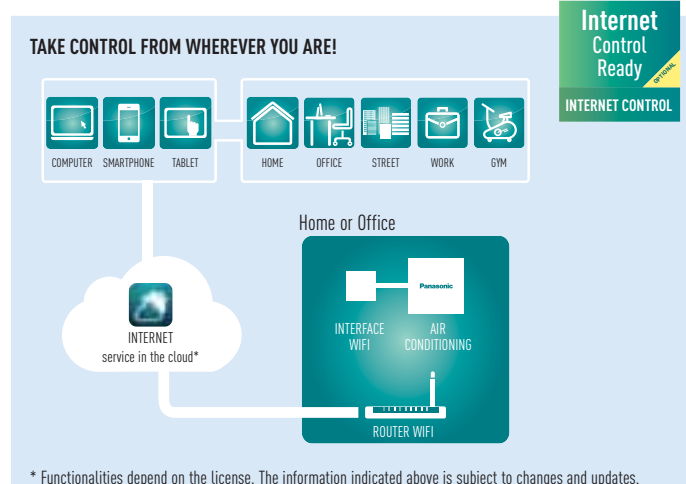 Internet
Control
Ready
OPTIONAL
INTERNET CONTROL
TAKE CONTROL FROM WHEREVER YOU ARE!
COMPUTER SMARTPHONE TABLET HOME OFFICE STREET WORK GYM
Home or Office
Panasonic
INTERFACE
WIFI
AIR
CONDITIONING
INTERNET
service in the cloud*
ROUTER WIFI
* Functionalities depend on the license. The information indicated above is subject to changes and updates.